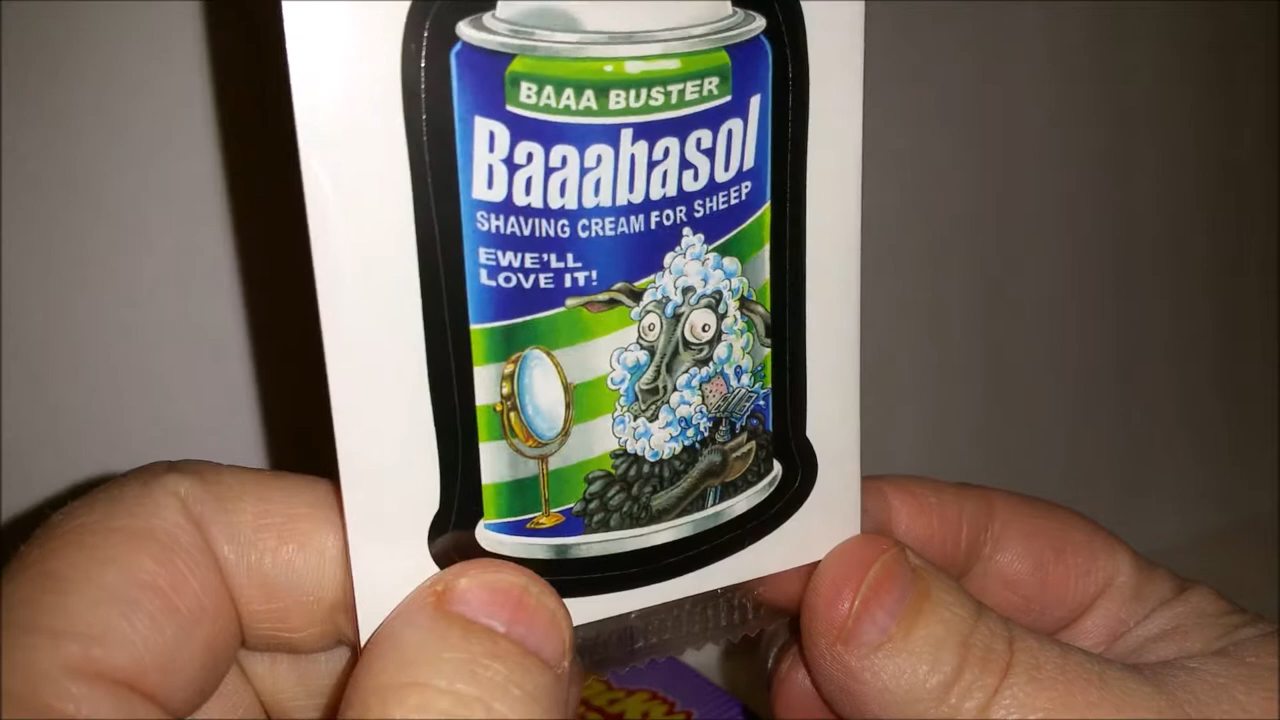 BAAA BUSTER
Baaabasol
SHAVING CREAM FOR SHEEP
EWE'LL
LOVE IT!